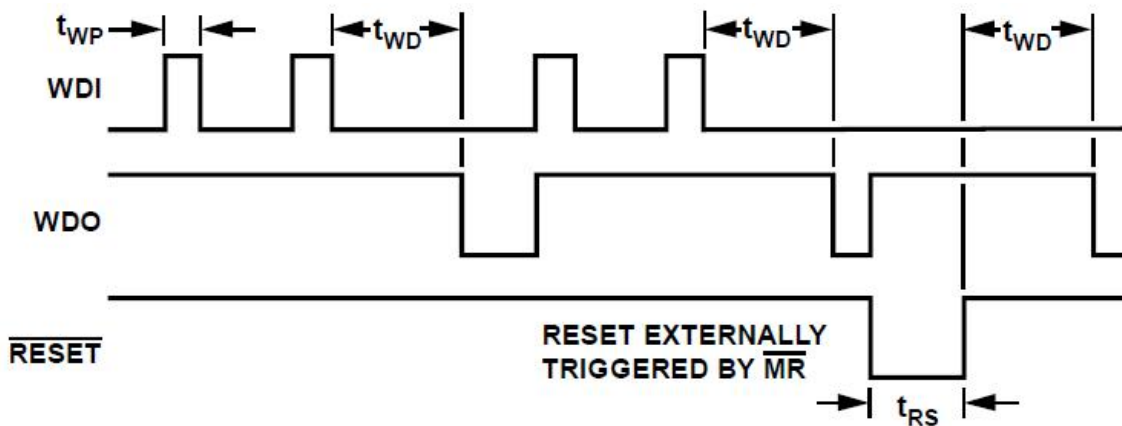 tWP
tWD
tWD
tWD
WDI
WDO
RESET
RESET EXTERNALLY
TRIGGERED BY MR
tRS